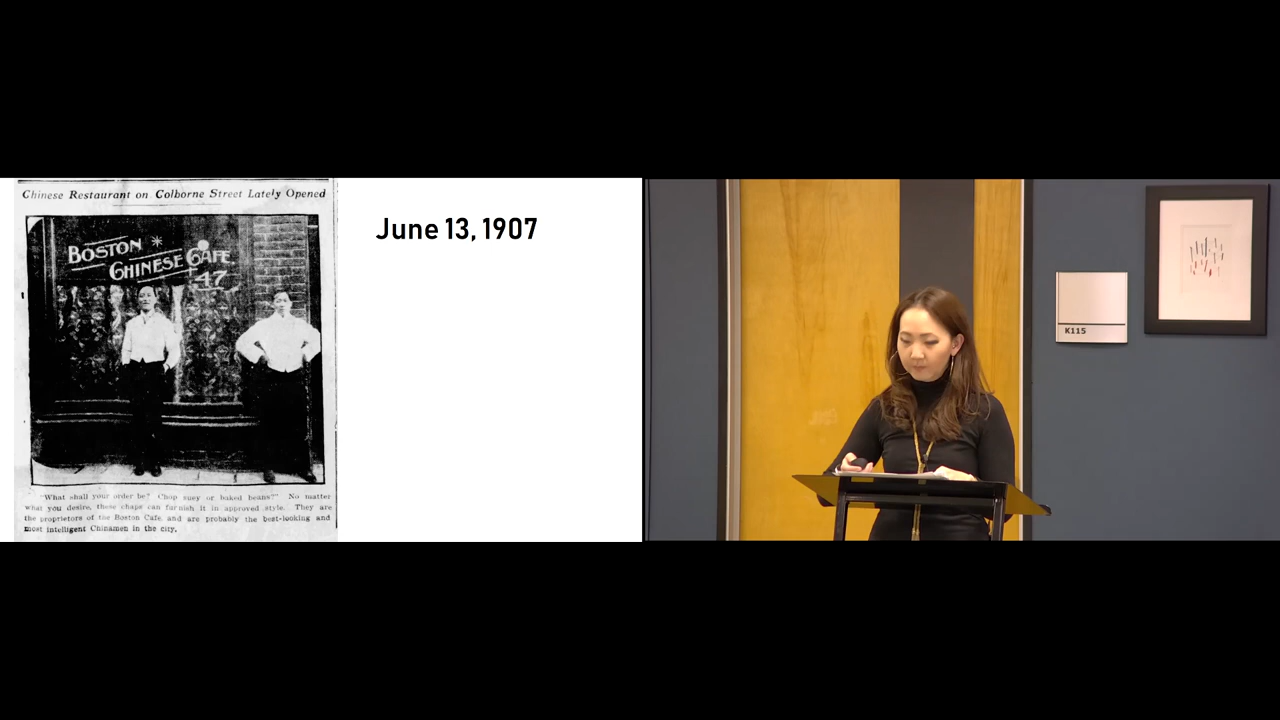 Chinese Restaurant on Colborne Street Lately Opened
BOSTON
CHINESE CAFE
47
"What shall your order be? Chop suey or baked beans?" No matter
what you desire, these chaps can furnish it in approved style. They are
the proprietors of the Boston Cafe, and are probably the best-looking and
most intelligent Chinamen in the city.
June 13, 1907
K115